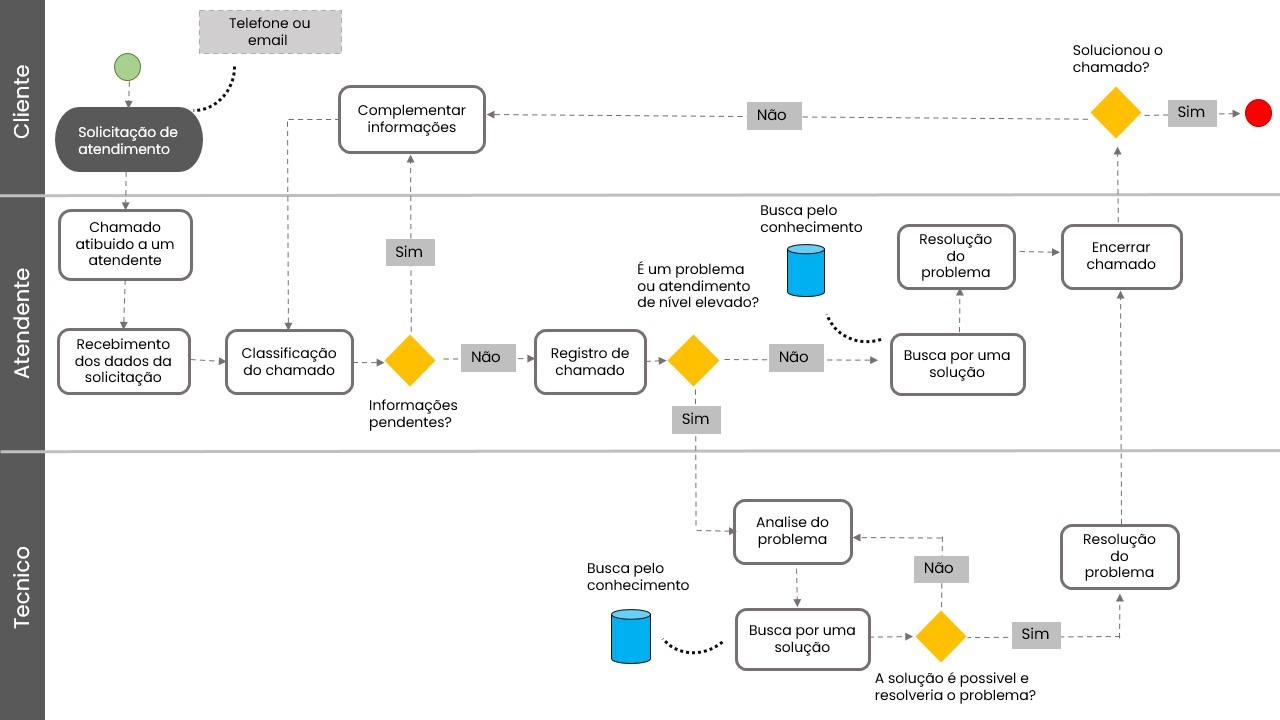 Cliente
Telefone ou
email
Solicitação de
atendimento
Complementar
informações
Não
Solucionou o
chamado?
Sim
Atendente
Chamado
atibuido a um
atendente
Recebimento
dos dados da
solicitação
Classificação
do chamado
Sim
Informações
pendentes?
Não
Registro de
chamado
É um problema
ou atendimento
de nível elevado?
Sim
Não
Busca pelo
conhecimento
Busca por uma
solução
Resolução
do
problema
Encerrar
chamado
Tecnico
Analise do
problema
Busca pelo
conhecimento
Busca por uma
solução
Não
A solução é possivel e
resolveria o problema?
Sim
Resolução
do
problema